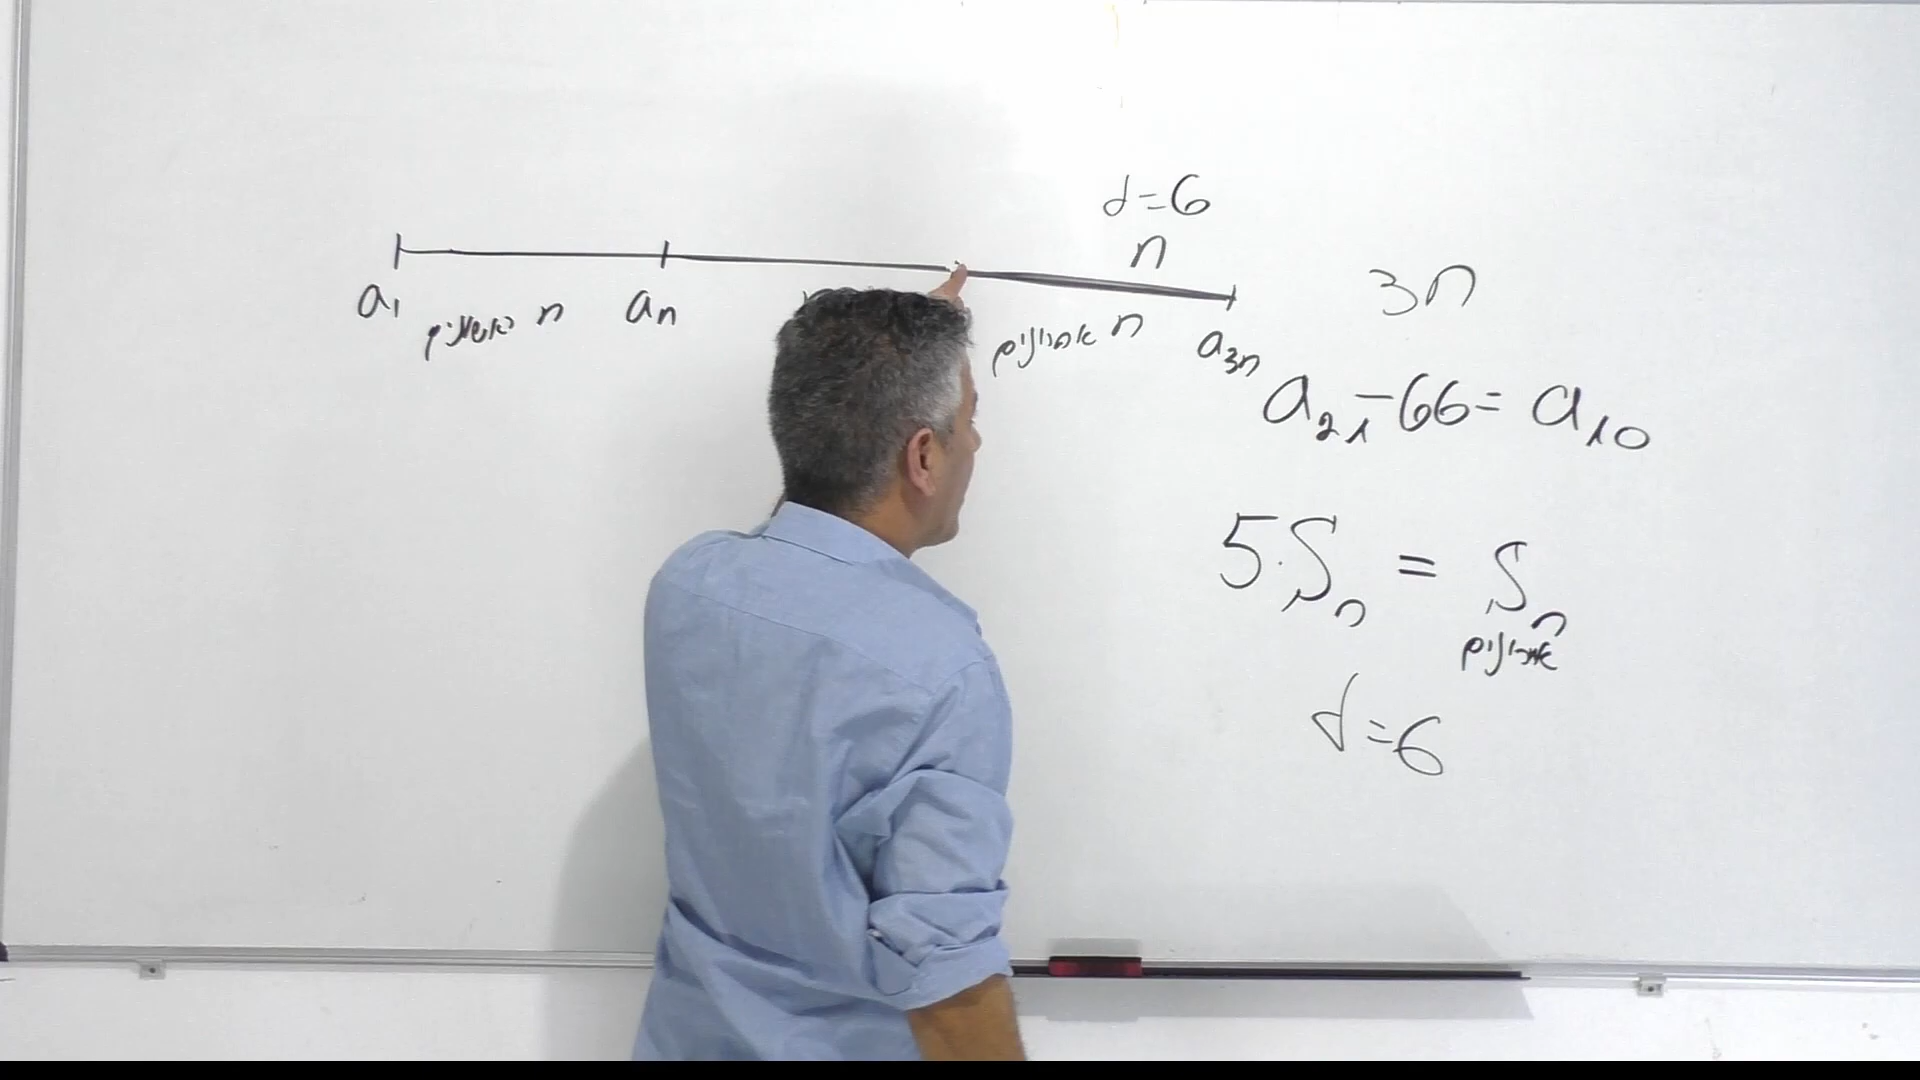 d=6
n
3n
a₁ n ראשונים aₙ
n אחרונים a₃ₙ
a₂₁-66=a₁₀
5·Sₙ = Sₙ
אחרונים
d=6